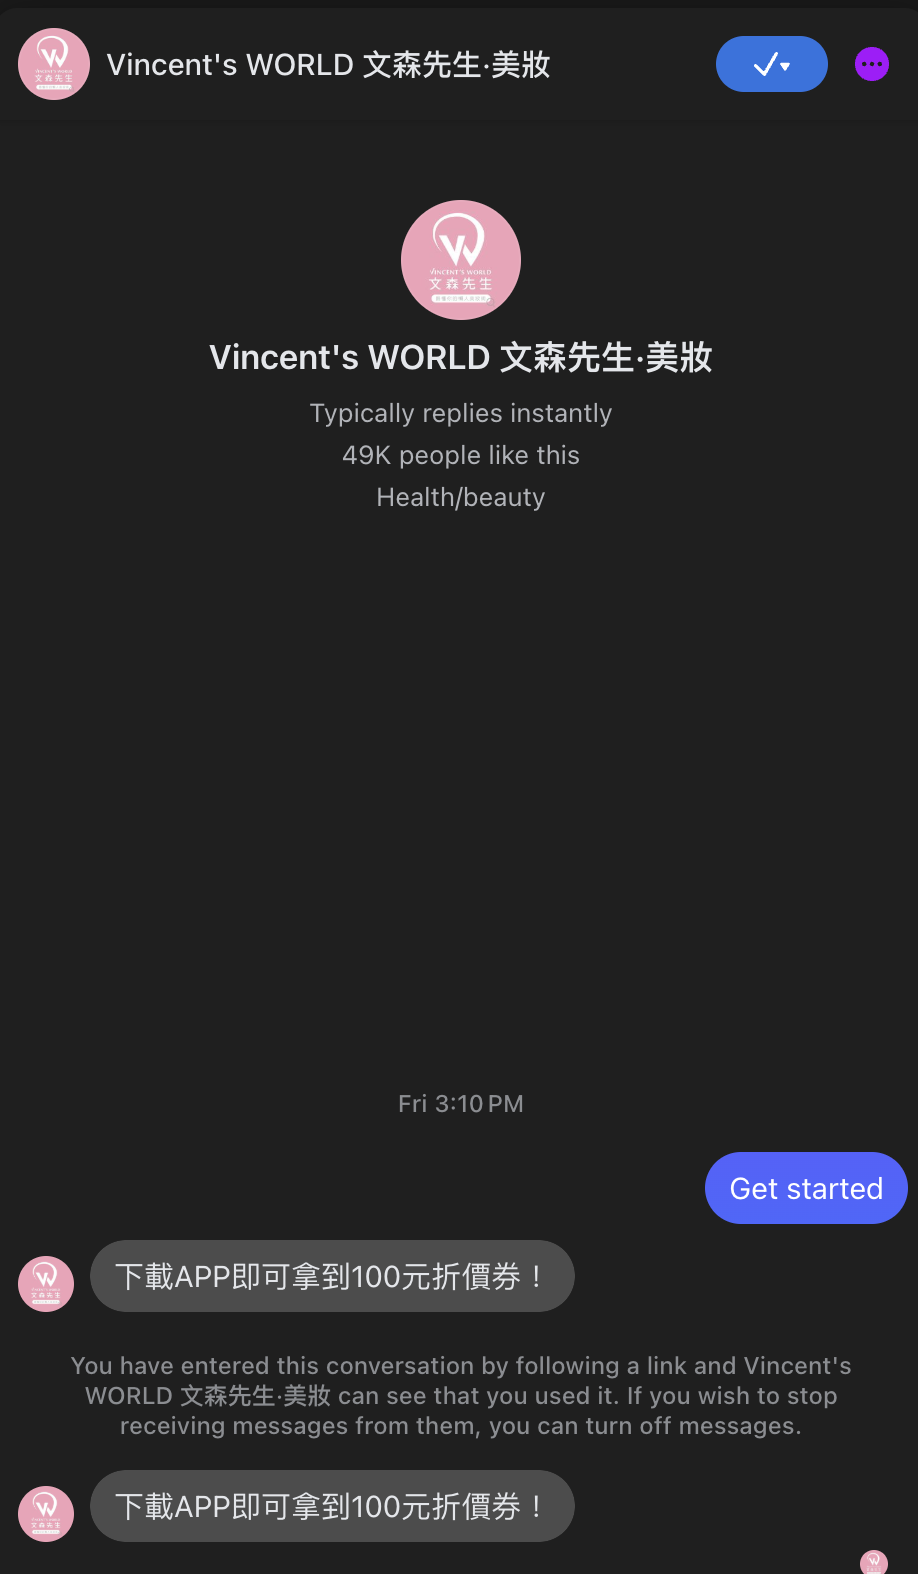 Vincent's WORLD 文森先生·美妝
VINCENT'S WORLD
文森先生
Vincent's WORLD 文森先生·美妝
Typically replies instantly
49K people like this
Health/beauty
Fri 3:10 PM
Get started
下載APP即可拿到100元折價券！
You have entered this conversation by following a link and Vincent's
WORLD 文森先生·美妝 can see that you used it. If you wish to stop
receiving messages from them, you can turn off messages.
下載APP即可拿到100元折價券！